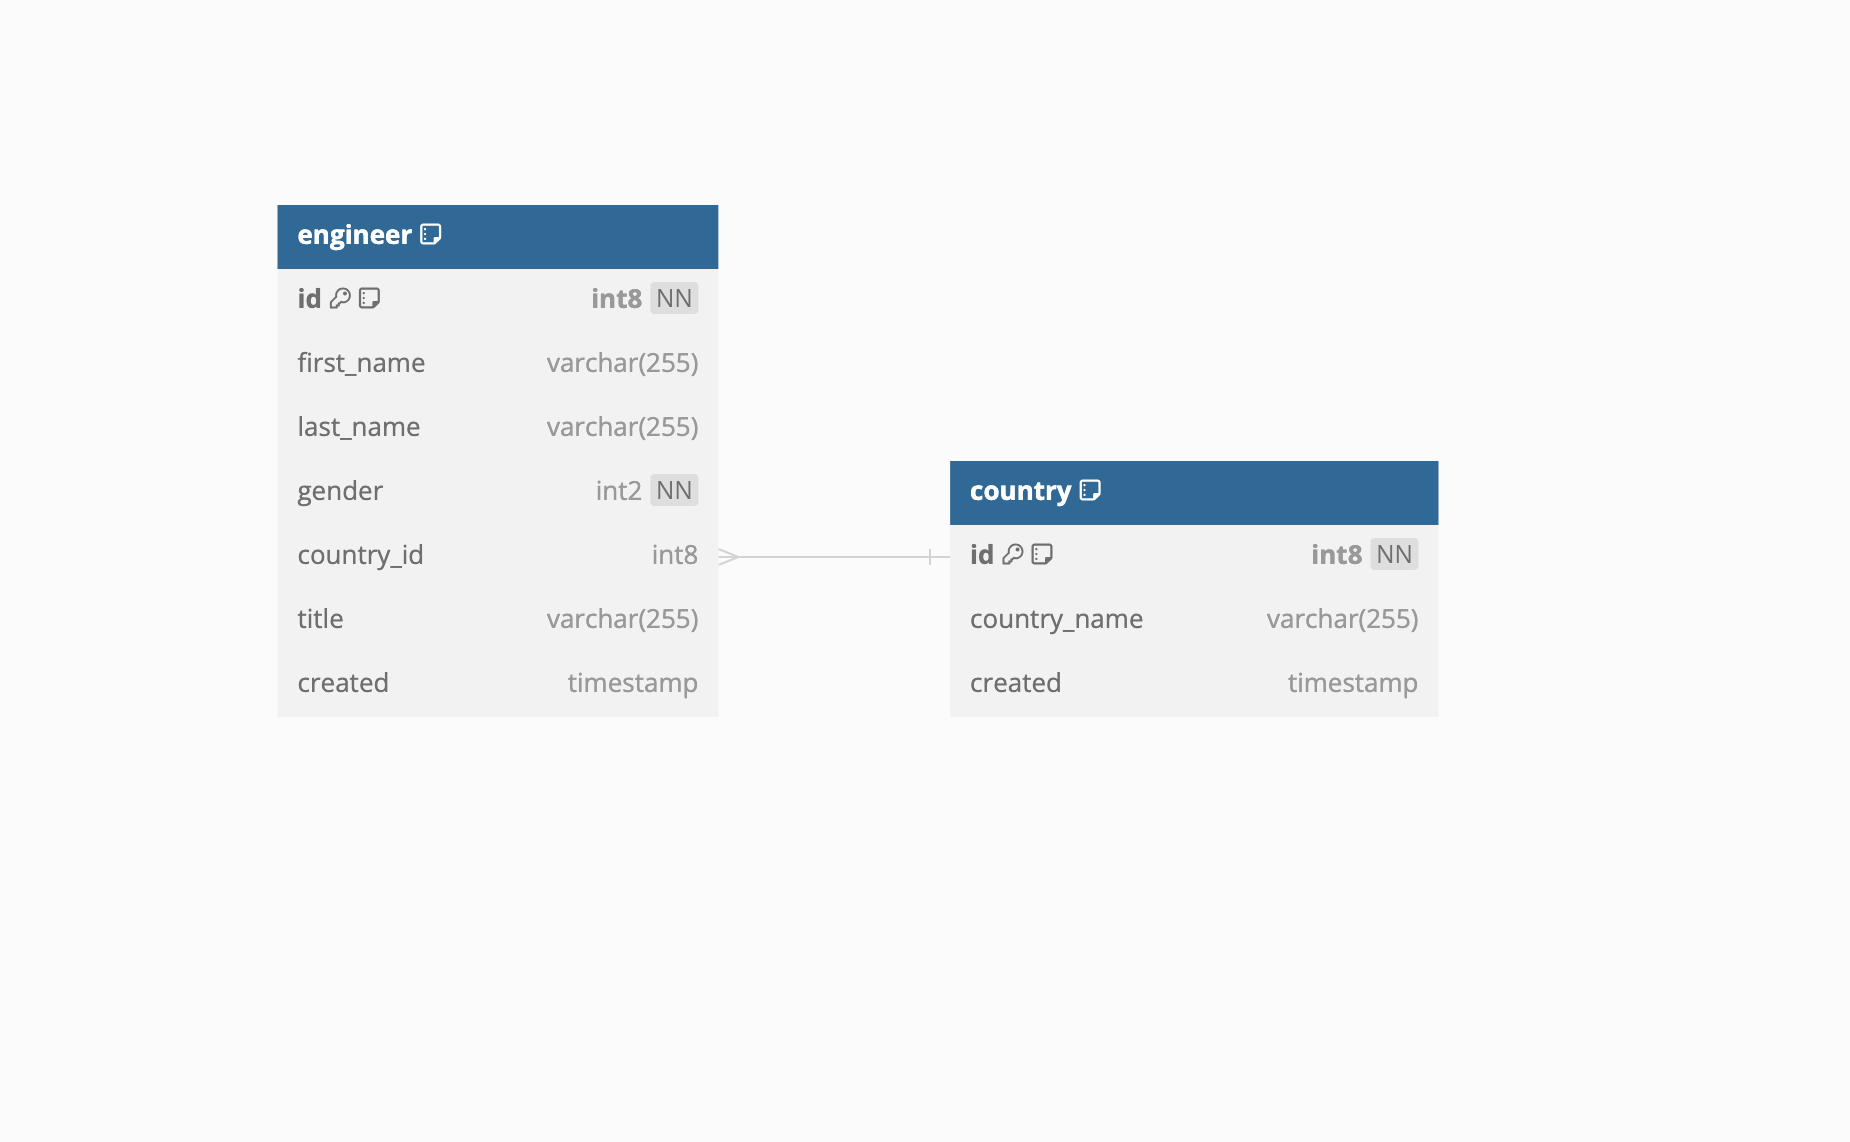 engineer
id int8 NN
first_name varchar(255)
last_name varchar(255)
gender int2 NN
country_id int8
title varchar(255)
created timestamp
country
id int8 NN
country_name varchar(255)
created timestamp